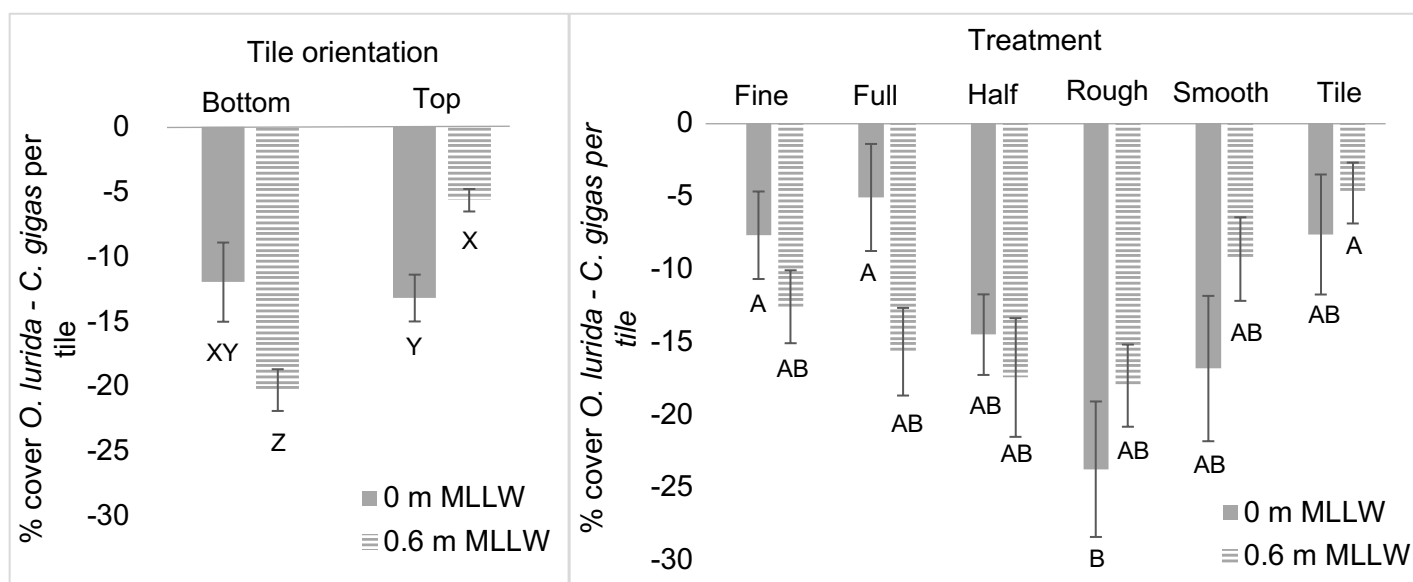 Tile orientation
Bottom Top
0
-5
-10
-15
-20
-25
-30
% cover O. lurida - C. gigas per
tile
XY
Z
Y
X
0 m MLLW
0.6 m MLLW
Treatment
Fine Full Half Rough Smooth Tile
0
-5
-10
-15
-20
-25
-30
% cover O. lurida - C. gigas per
tile
A
AB
A
AB
AB
AB
B
AB
AB
AB
AB
A
0 m MLLW
0.6 m MLLW